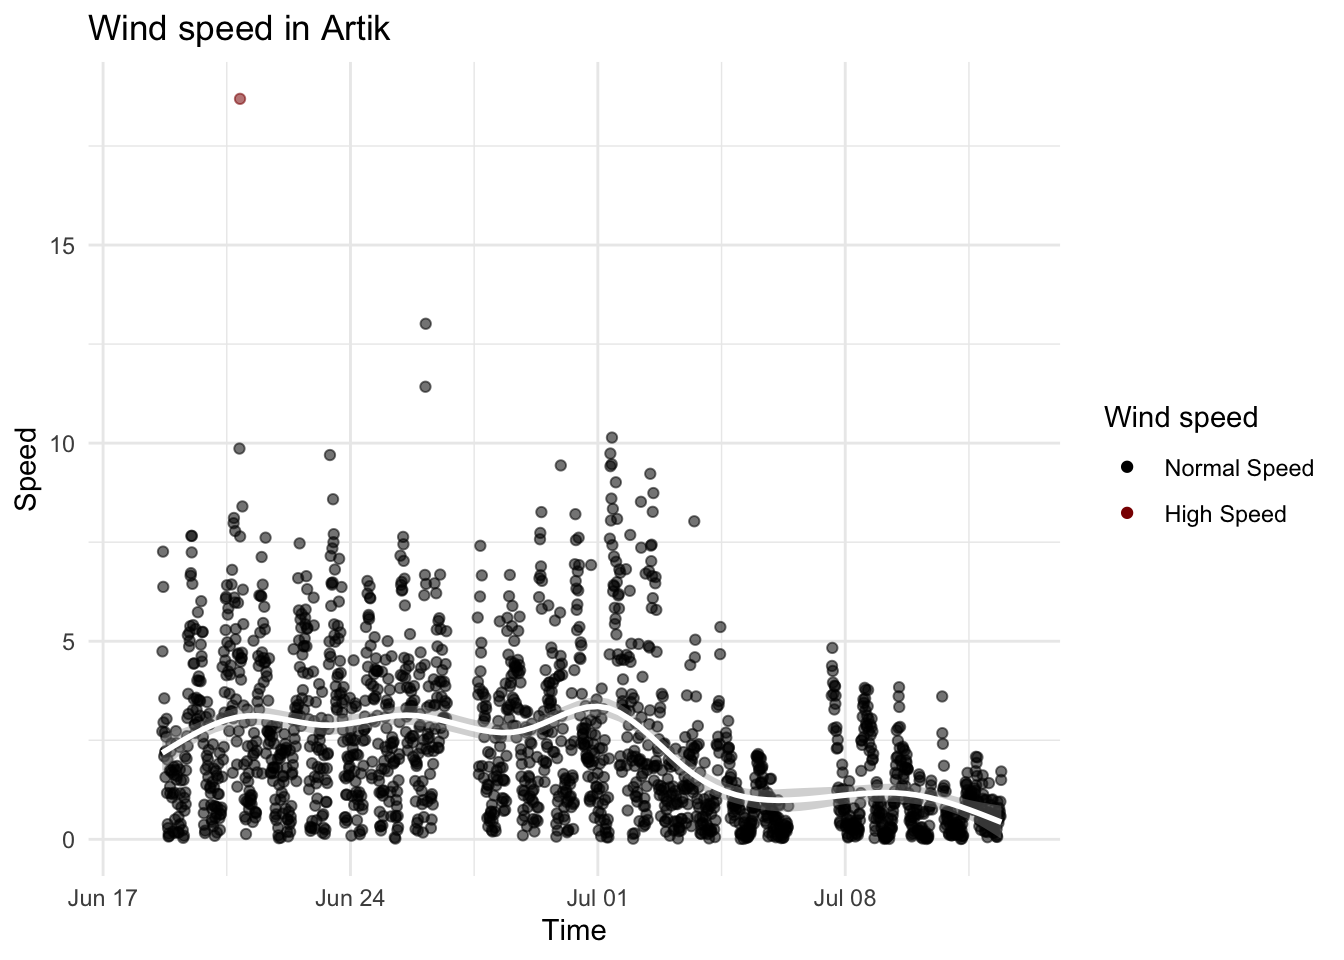 Wind speed in Artik
15
10
5
0
Speed
Jun 17
Jun 24
Jul 01
Jul 08
Time
Wind speed
Normal Speed
High Speed